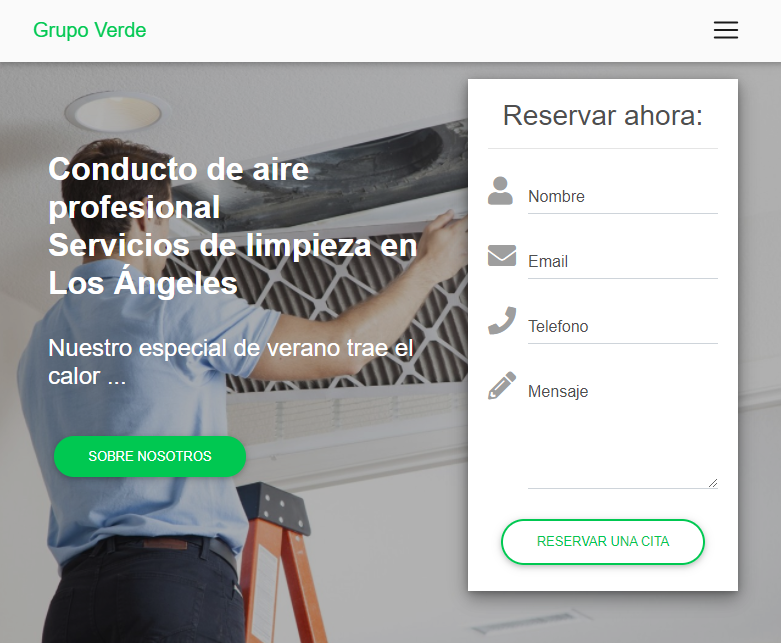 Grupo Verde
Conducto de aire
profesional
Servicios de limpieza en
Los Ángeles
Nuestro especial de verano trae el
calor ...
SOBRE NOSOTROS
Reservar ahora:
Nombre
Email
Telefono
Mensaje
RESERVAR UNA CITA